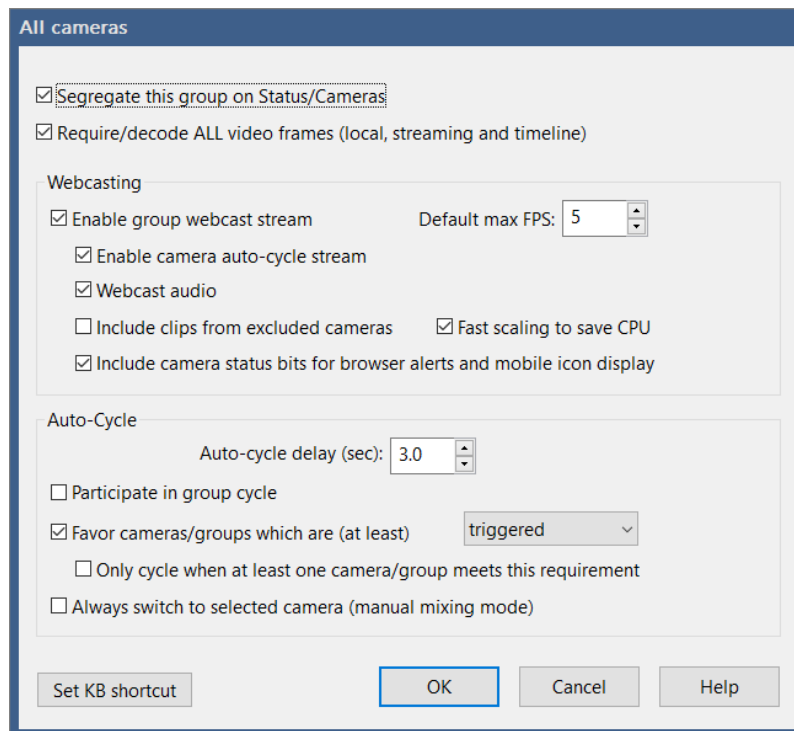 All cameras
Segregate this group on Status/Cameras
Require/decode ALL video frames (local, streaming and timeline)
Webcasting
Enable group webcast stream Default max FPS: 5
Enable camera auto-cycle stream
Webcast audio
Include clips from excluded cameras Fast scaling to save CPU
Include camera status bits for browser alerts and mobile icon display
Auto-Cycle
Auto-cycle delay (sec): 3.0
Participate in group cycle
Favor cameras/groups which are (at least) triggered
Only cycle when at least one camera/group meets this requirement
Always switch to selected camera (manual mixing mode)
Set KB shortcut OK Cancel Help